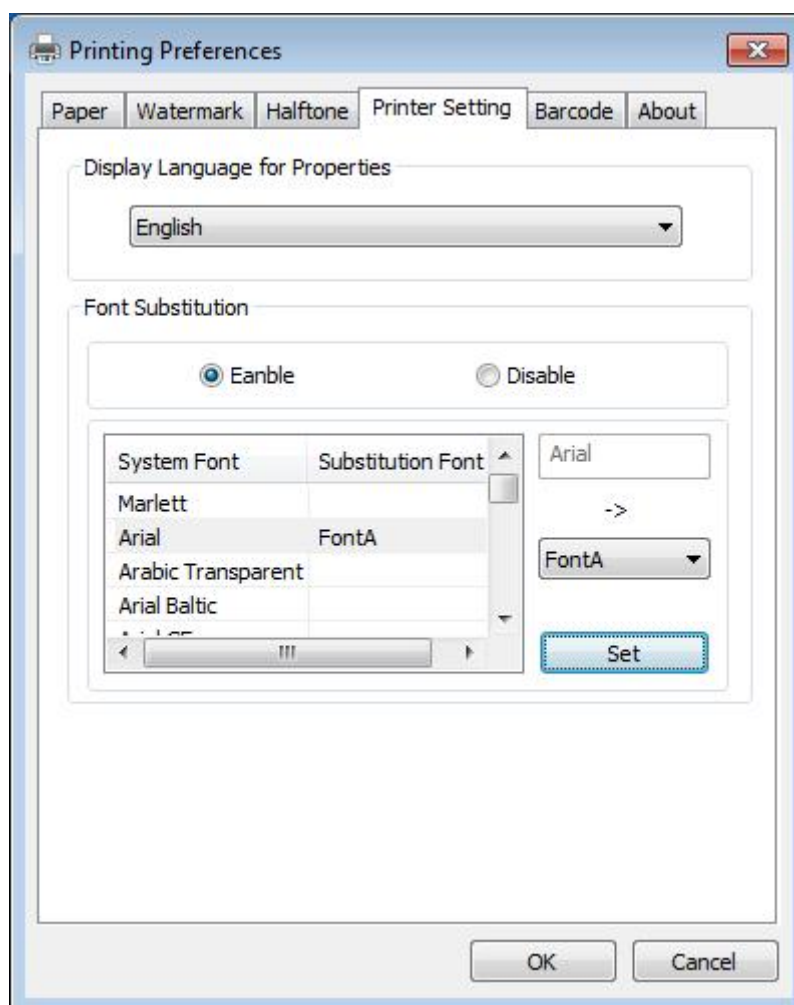 Printing Preferences
Paper Watermark Halftone Printer Setting Barcode About
Display Language for Properties
English
Font Substitution
Eanble Disable
System Font Substitution Font
Marlett
Arial FontA
Arabic Transparent
Arial Baltic
Arial
->
FontA
Set
OK Cancel